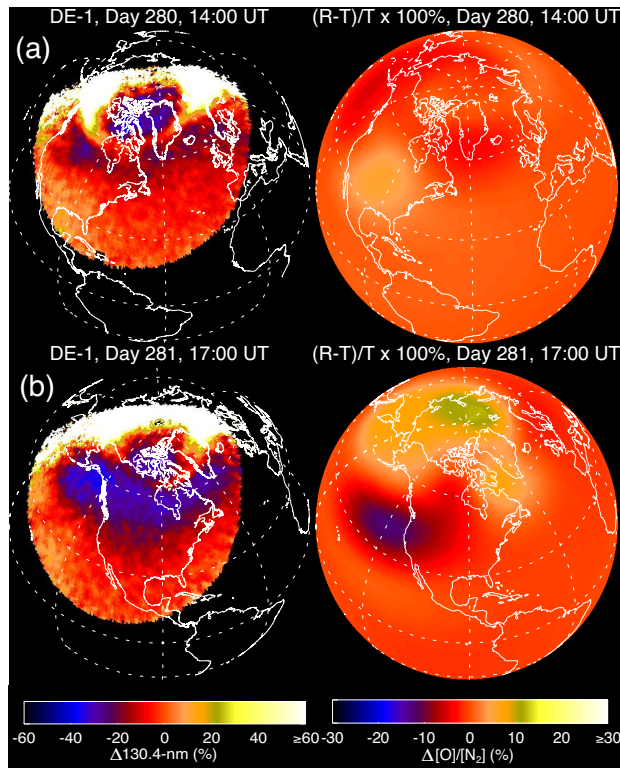 DE-1, Day 280, 14:00 UT
(R-T)/T x 100%, Day 280, 14:00 UT
(a)
DE-1, Day 281, 17:00 UT
(R-T)/T x 100%, Day 281, 17:00 UT
(b)
-60 -40 -20 0 20 40 ≥60
Δ130.4-nm (%)
-30 -20 -10 0 10 20 ≥30
Δ[O]/[N₂] (%)